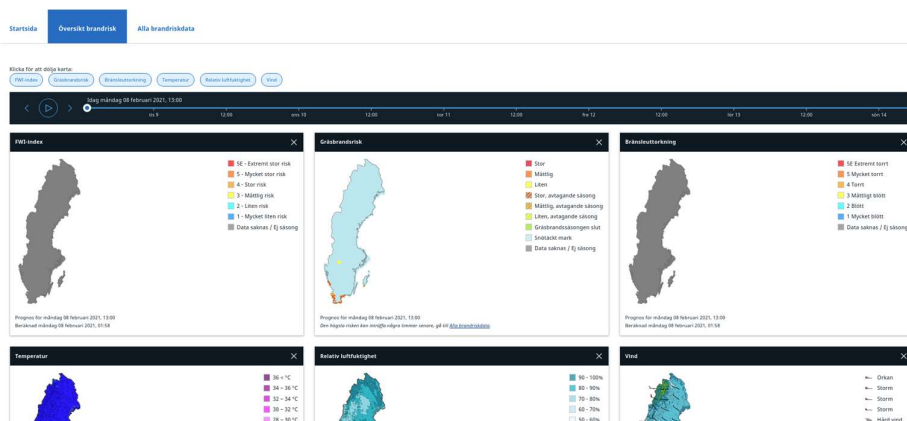 Startsida
Översikt brandrisk
Alla brandriskdata
Klicka för att dölja karta:
FWI-index
Gräsbrandsrisk
Bränsleuttorkning
Temperatur
Relativ luftfuktighet
Vind
Idag måndag 08 februari 2021, 13:00
tis 9
12:00
ons 10
12:00
tor 11
12:00
fre 12
12:00
lör 13
12:00
sön 14
FWI-index
5E - Extremt stor risk
5 - Mycket stor risk
4 - Stor risk
3 - Måttlig risk
2 - Liten risk
1 - Mycket liten risk
Data saknas / Ej säsong
Prognos för måndag 08 februari 2021, 13:00
Beräknad måndag 08 februari 2021, 01:58
Gräsbrandsrisk
Stor
Måttlig
Liten
Stor, avtagande säsong
Måttlig, avtagande säsong
Liten, avtagande säsong
Gräsbrandssäsongen slut
Snötäckt mark
Data saknas / Ej säsong
Prognos för måndag 08 februari 2021, 13:00
Den högsta risken kan inträffa några timmar senare, gå till Alla brandriskdata.
Bränsleuttorkning
5E Extremt torrt
5 Mycket torrt
4 Torrt
3 Måttligt blött
2 Blött
1 Mycket blött
Data saknas / Ej säsong
Prognos för måndag 08 februari 2021, 13:00
Beräknad måndag 08 februari 2021, 01:58
Temperatur
36 < °C
34 – 36 °C
32 – 34 °C
30 – 32 °C
28 – 30 °C
Relativ luftfuktighet
90 - 100%
80 - 90%
70 - 80%
60 - 70%
50 - 60%
Vind
Orkan
Storm
Storm
Storm
Hård vind